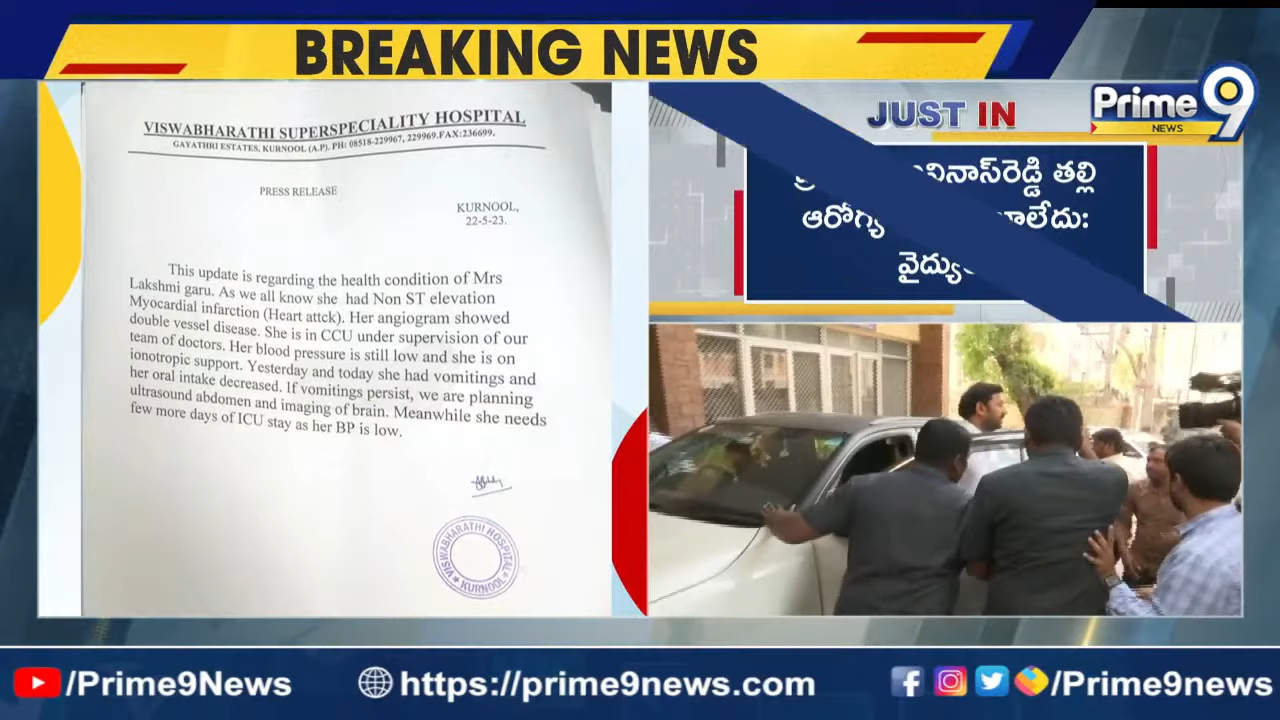 BREAKING NEWS
VISWABHARATHI SUPERSPECIALITY HOSPITAL
GAYATHRI ESTATES, KURNOOL (A.P). PH: 08518-229967, 229969.FAX:236699.
PRESS RELEASE
KURNOOL,
22-5-23.
This update is regarding the health condition of Mrs
Lakshmi garu. As we all know she had Non ST elevation
Myocardial infarction (Heart attck). Her angiogram showed
double vessel disease. She is in CCU under supervision of our
team of doctors. Her blood pressure is still low and she is on
ionotropic support. Yesterday and today she had vomitings and
her oral intake decreased. If vomitings persist, we are planning
ultrasound abdomen and imaging of brain. Meanwhile she needs
few more days of ICU stay as her BP is low.
VISWABHARATHI HOSPITAL
KURNOOL
JUST IN
Prime9
NEWS
తల్లి
ఆరోగ్య
/Prime9News
https://prime9news.com
/Prime9news